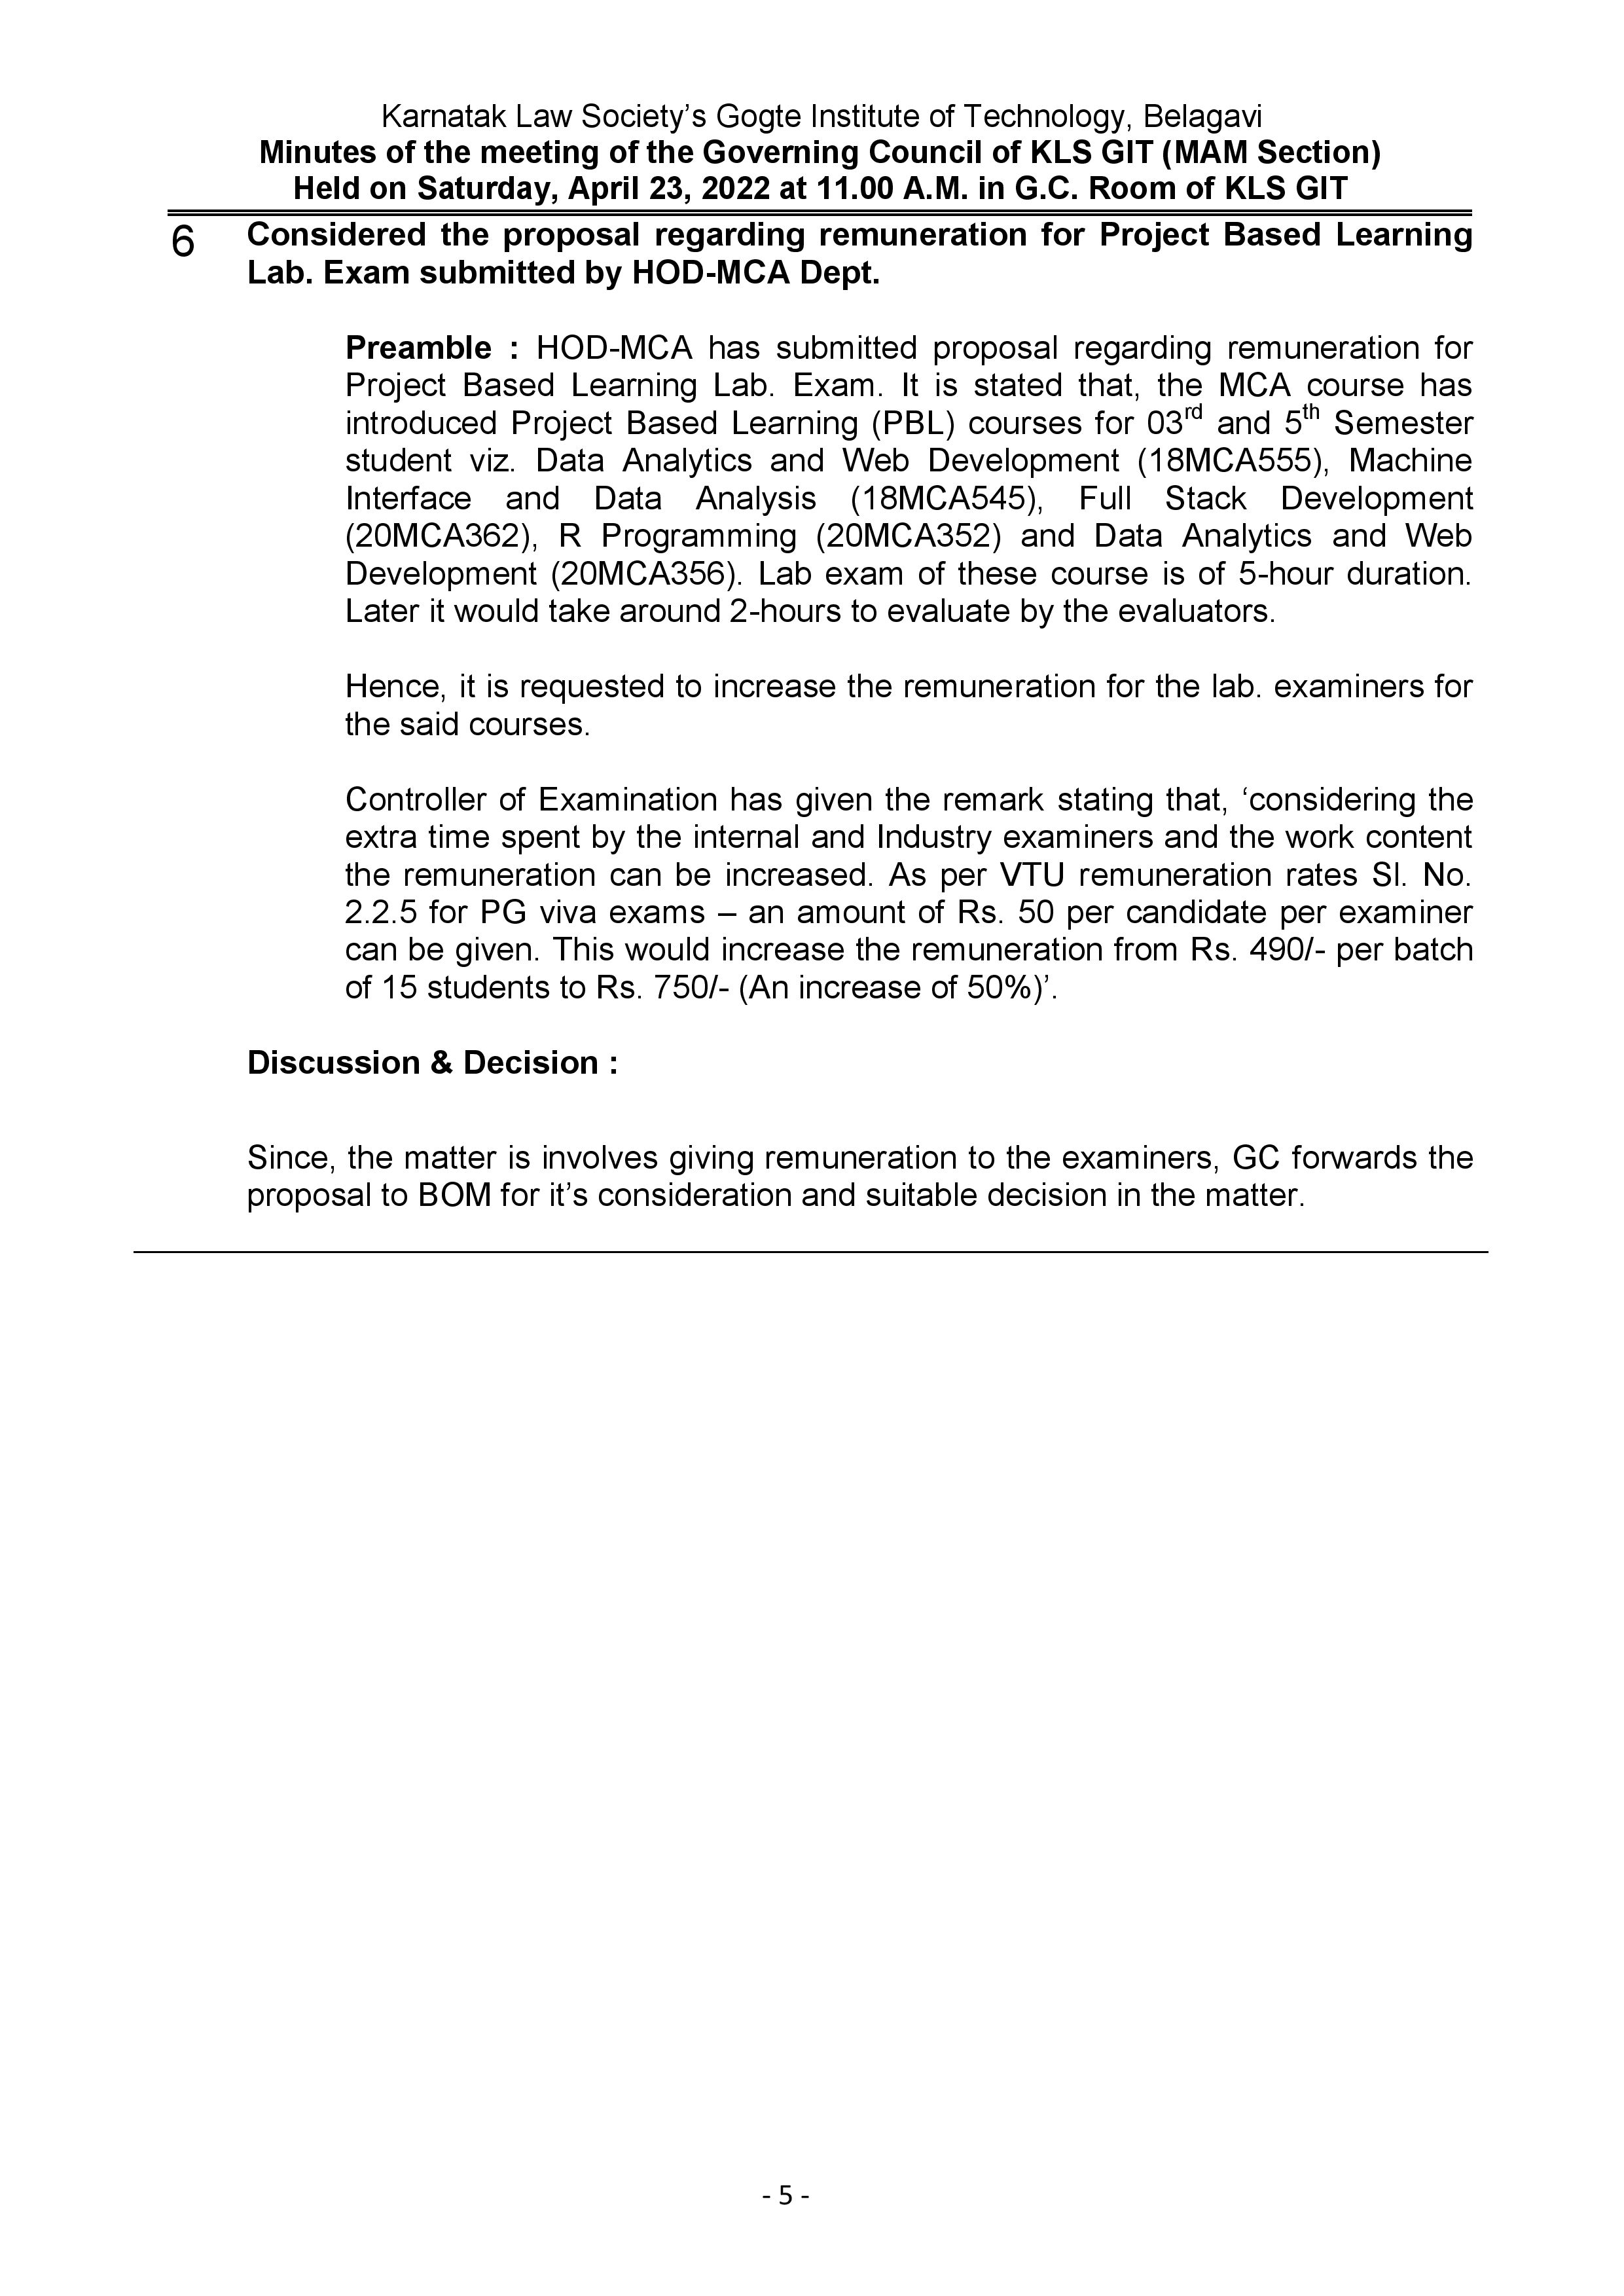 Karnatak Law Society’s Gogte Institute of Technology, Belagavi
Minutes of the meeting of the Governing Council of KLS GIT (MAM Section)
Held on Saturday, April 23, 2022 at 11.00 A.M. in G.C. Room of KLS GIT
6 Considered the proposal regarding remuneration for Project Based Learning
Lab. Exam submitted by HOD-MCA Dept.
Preamble : HOD-MCA has submitted proposal regarding remuneration for
Project Based Learning Lab. Exam. It is stated that, the MCA course has
introduced Project Based Learning (PBL) courses for 03rd and 5th Semester
student viz. Data Analytics and Web Development (18MCA555), Machine
Interface and Data Analysis (18MCA545), Full Stack Development
(20MCA362), R Programming (20MCA352) and Data Analytics and Web
Development (20MCA356). Lab exam of these course is of 5-hour duration.
Later it would take around 2-hours to evaluate by the evaluators.
Hence, it is requested to increase the remuneration for the lab. examiners for
the said courses.
Controller of Examination has given the remark stating that, ‘considering the
extra time spent by the internal and Industry examiners and the work content
the remuneration can be increased. As per VTU remuneration rates Sl. No.
2.2.5 for PG viva exams – an amount of Rs. 50 per candidate per examiner
can be given. This would increase the remuneration from Rs. 490/- per batch
of 15 students to Rs. 750/- (An increase of 50%)’.
Discussion & Decision :
Since, the matter is involves giving remuneration to the examiners, GC forwards the
proposal to BOM for it’s consideration and suitable decision in the matter.
- 5 -